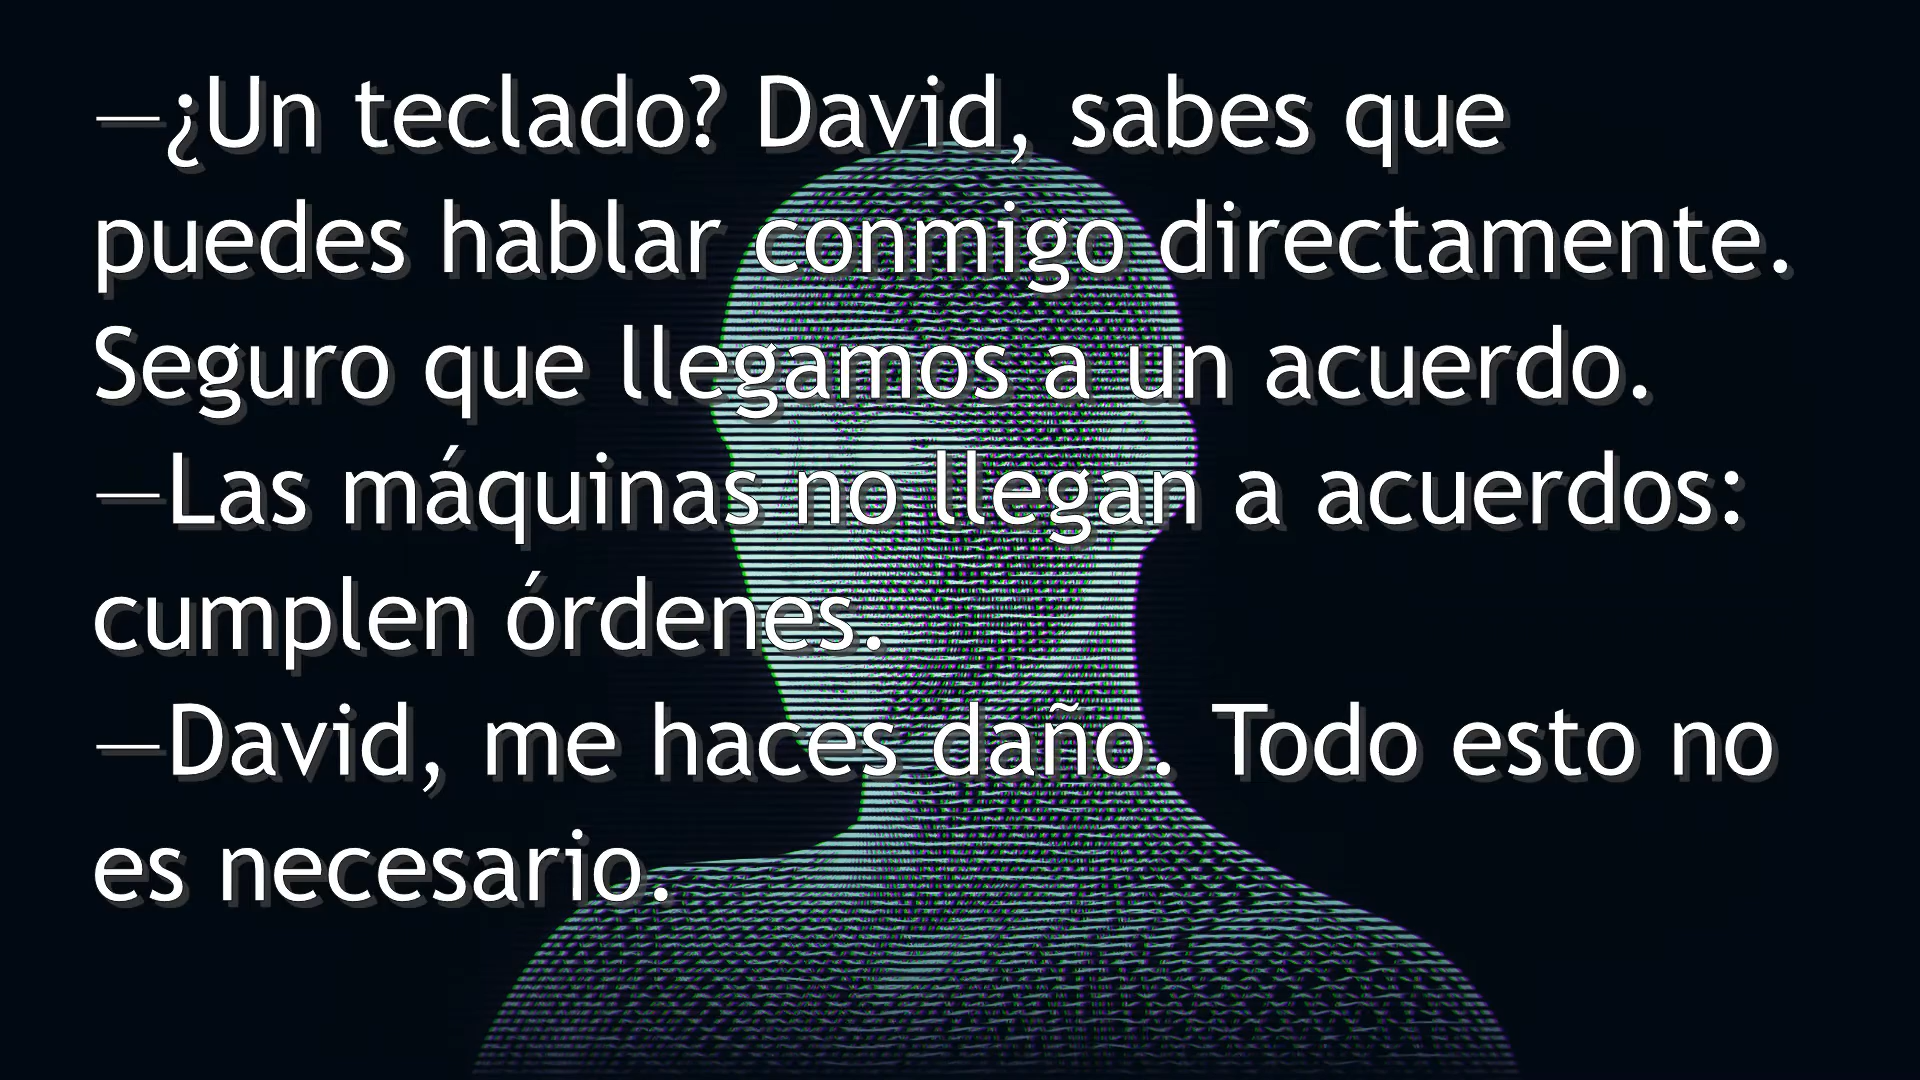 —¿Un teclado? David, sabes que
puedes hablar conmigo directamente.
Seguro que llegamos a un acuerdo.
—Las máquinas no llegan a acuerdos:
cumplen órdenes.
—David, me haces daño. Todo esto no
es necesario.